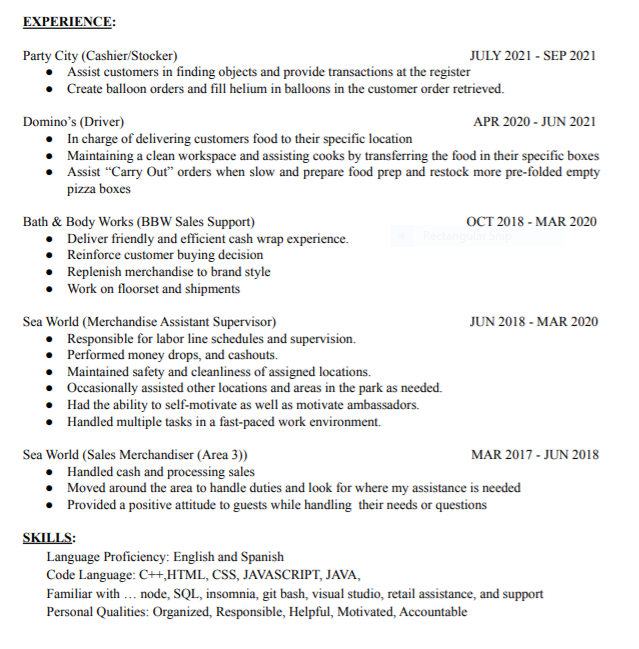 EXPERIENCE:
Party City (Cashier/Stocker) JULY 2021 - SEP 2021
● Assist customers in finding objects and provide transactions at the register
● Create balloon orders and fill helium in balloons in the customer order retrieved.
Domino's (Driver) APR 2020 - JUN 2021
● In charge of delivering customers food to their specific location
● Maintaining a clean workspace and assisting cooks by transferring the food in their specific boxes
● Assist “Carry Out” orders when slow and prepare food prep and restock more pre-folded empty
pizza boxes
Bath & Body Works (BBW Sales Support) OCT 2018 - MAR 2020
● Deliver friendly and efficient cash wrap experience.
Rectangular Snip
● Reinforce customer buying decision
● Replenish merchandise to brand style
● Work on floorset and shipments
Sea World (Merchandise Assistant Supervisor) JUN 2018 - MAR 2020
● Responsible for labor line schedules and supervision.
● Performed money drops, and cashouts.
● Maintained safety and cleanliness of assigned locations.
● Occasionally assisted other locations and areas in the park as needed.
● Had the ability to self-motivate as well as motivate ambassadors.
● Handled multiple tasks in a fast-paced work environment.
Sea World (Sales Merchandiser (Area 3)) MAR 2017 - JUN 2018
● Handled cash and processing sales
● Moved around the area to handle duties and look for where my assistance is needed
● Provided a positive attitude to guests while handling their needs or questions
SKILLS:
Language Proficiency: English and Spanish
Code Language: C++,HTML, CSS, JAVASCRIPT, JAVA,
Familiar with … node, SQL, insomnia, git bash, visual studio, retail assistance, and support
Personal Qualities: Organized, Responsible, Helpful, Motivated, Accountable